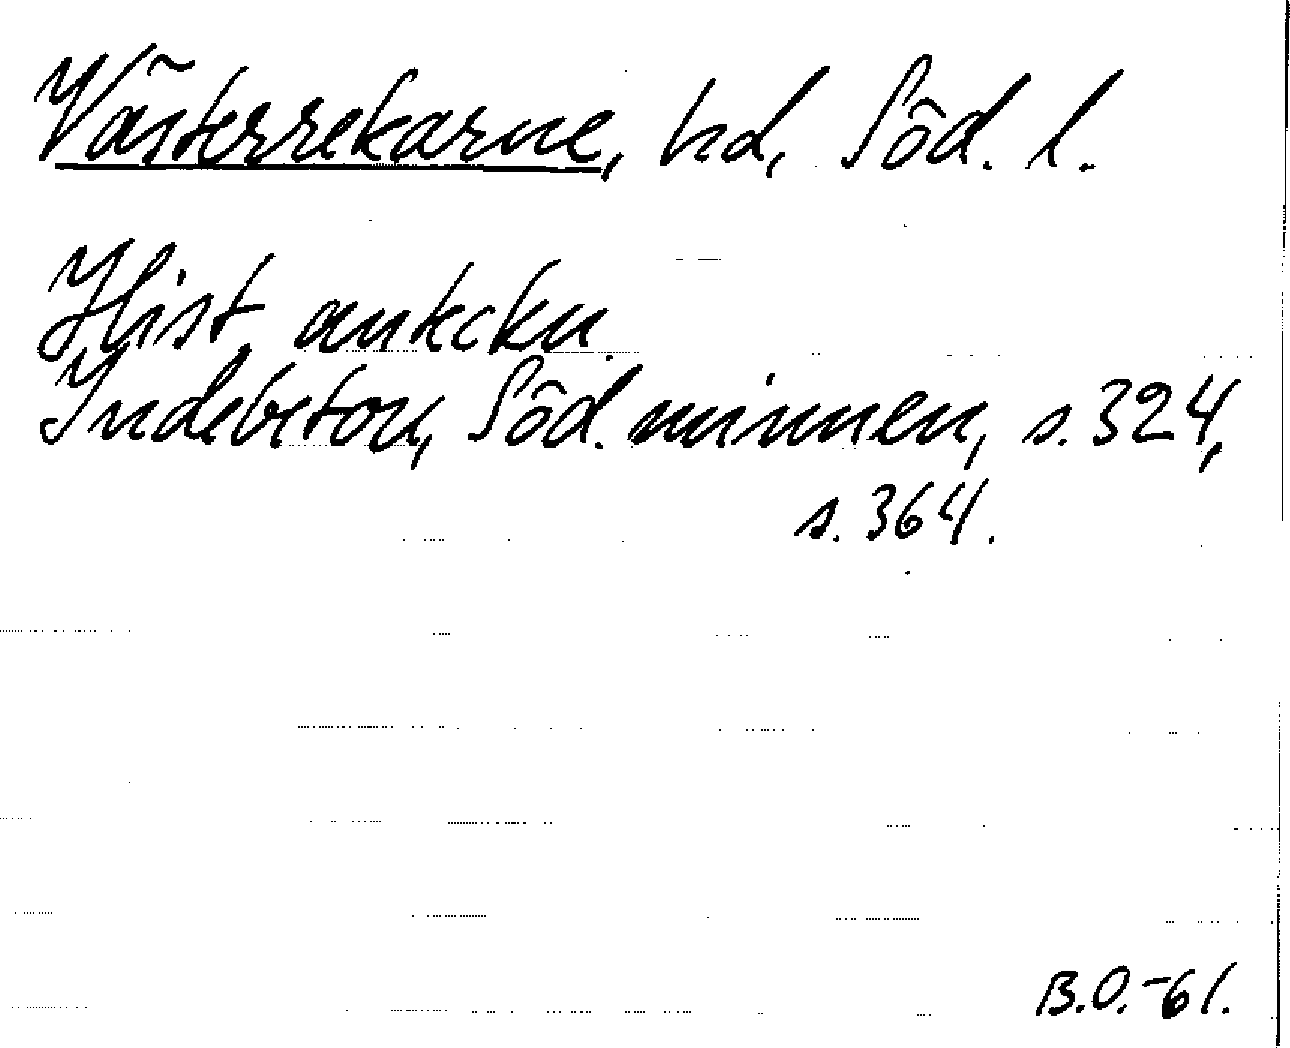 Västerrekarne, hd, Söd. l.
Hist. anteckn.
Indebetou, Söd. minnen, s. 324,
s. 364.
B.O.-61.